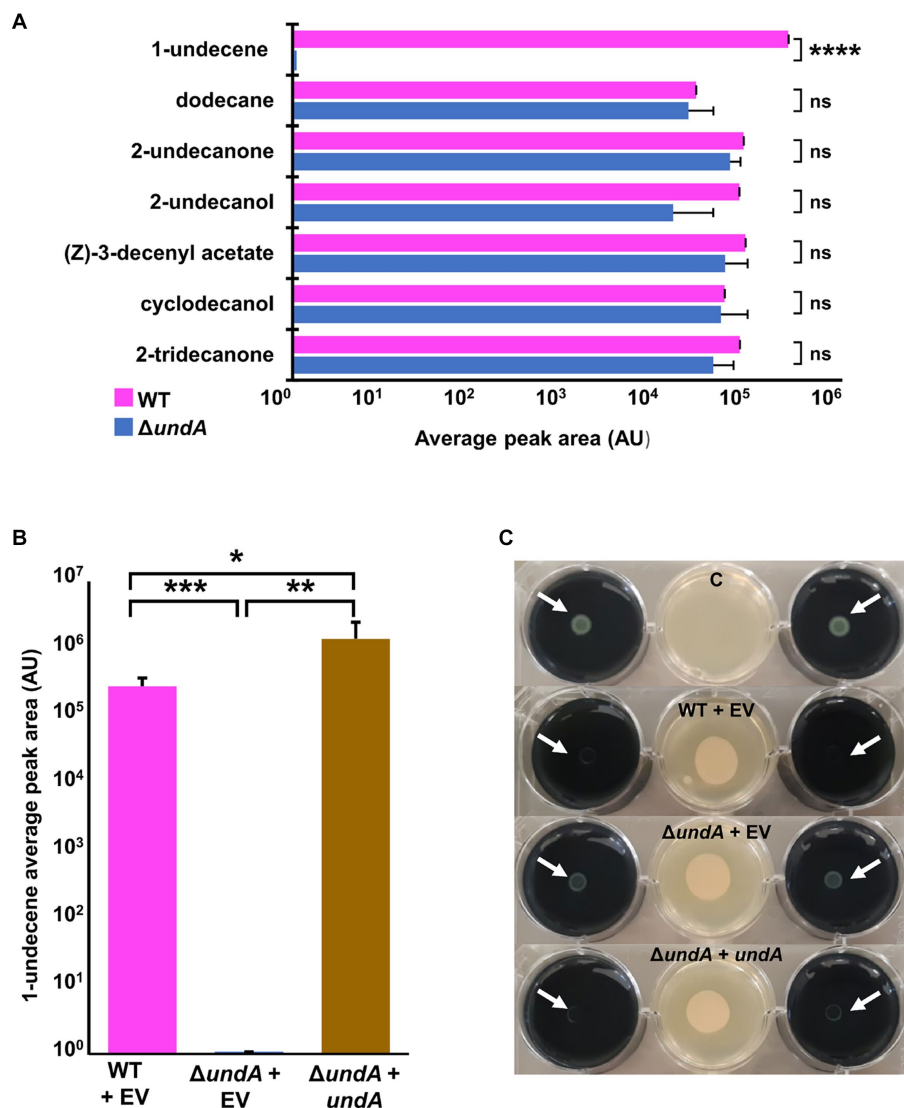 A
1-undecene
****
dodecane
ns
2-undecanone
ns
2-undecanol
ns
(Z)-3-decenyl acetate
ns
cyclodecanol
ns
2-tridecanone
ns
10⁰ 10¹ 10² 10³ 10⁴ 10⁵ 10⁶
WT
ΔundA
Average peak area (AU)
B
1-undecene average peak area (AU)
10⁷
10⁶
10⁵
10⁴
10³
10²
10¹
10⁰
*
*** **
WT
+ EV
ΔundA +
EV
ΔundA +
undA
C
C
WT + EV
ΔundA + EV
ΔundA + undA